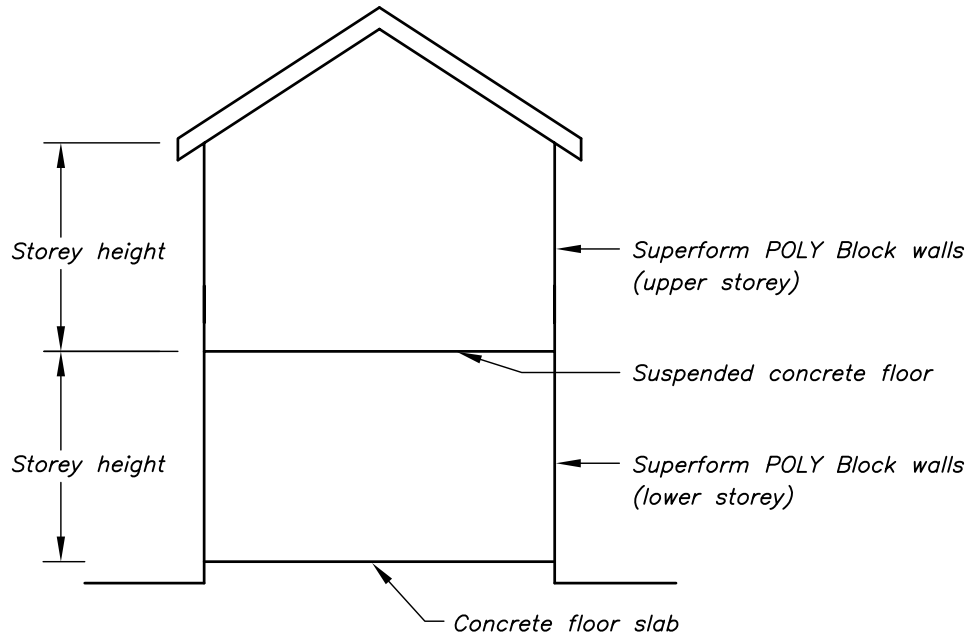 Storey height
Superform POLY Block walls
(upper storey)
Suspended concrete floor
Storey height
Superform POLY Block walls
(lower storey)
Concrete floor slab